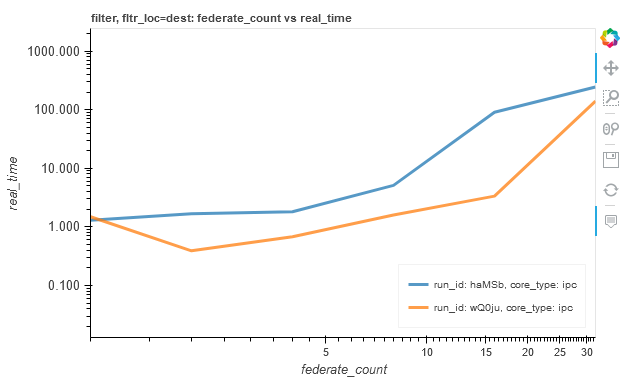 filter, fltr_loc=dest: federate_count vs real_time
1000.000
100.000
10.000
1.000
0.100
real_time
run_id: haMSb, core_type: ipc
run_id: wQ0ju, core_type: ipc
5
10
15
20
25
30
federate_count